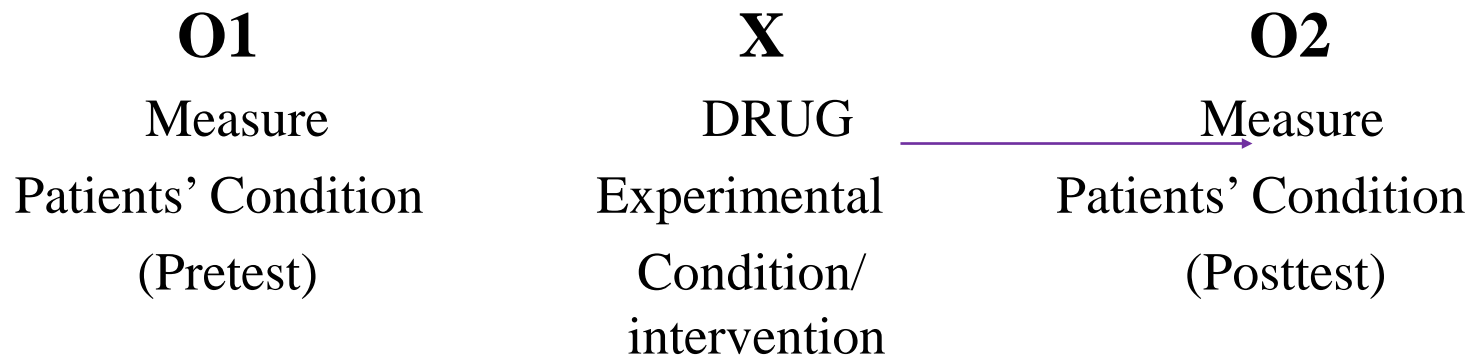 O1 X O2
Measure DRUG Measure
Patients’ Condition Experimental Patients’ Condition
(Pretest) Condition/ (Posttest)
intervention